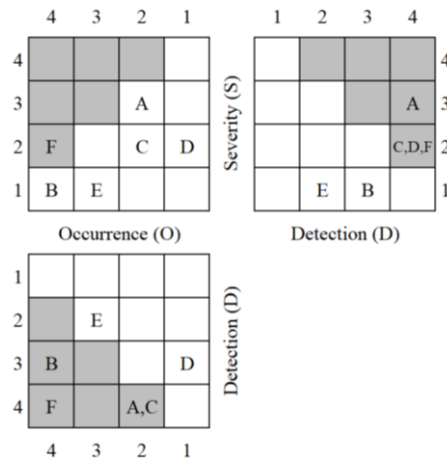 4 3 2 1
1 2 3 4
4
4
3 A
A 3
2 F C D
C,D,F 2
1 B E
E B 1
Severity (S)
Occurrence (O)
Detection (D)
1
2 E
3 B D
4 F A,C
4 3 2 1
Detection (D)